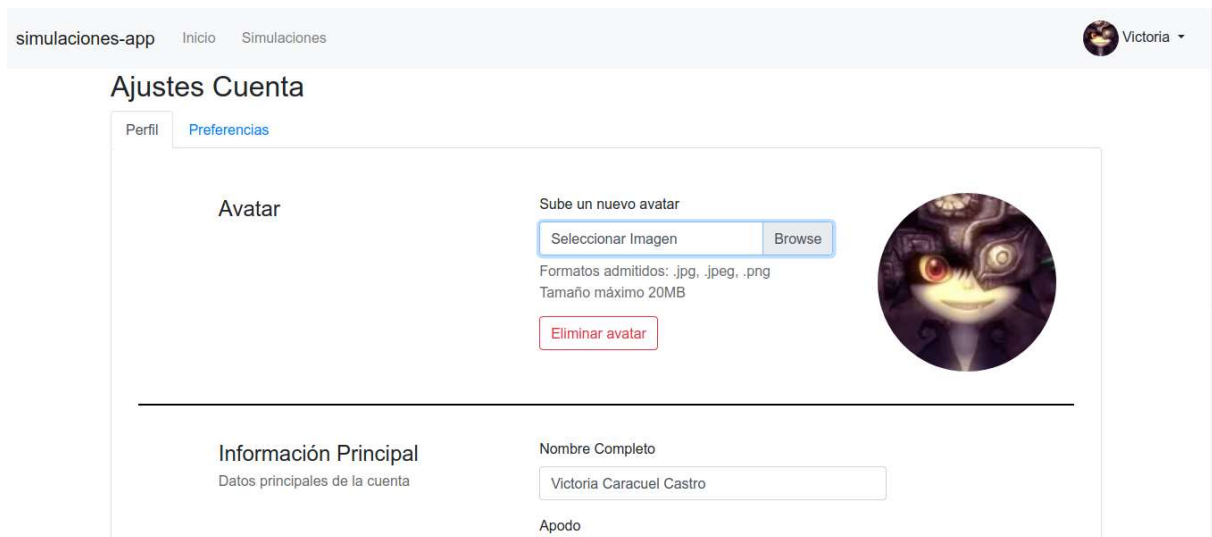 simulaciones-app Inicio Simulaciones Victoria
Ajustes Cuenta
Perfil Preferencias
Avatar
Sube un nuevo avatar
Seleccionar Imagen Browse
Formatos admitidos: .jpg, .jpeg, .png
Tamaño máximo 20MB
Eliminar avatar
Información Principal
Datos principales de la cuenta
Nombre Completo
Victoria Caracuel Castro
Apodo